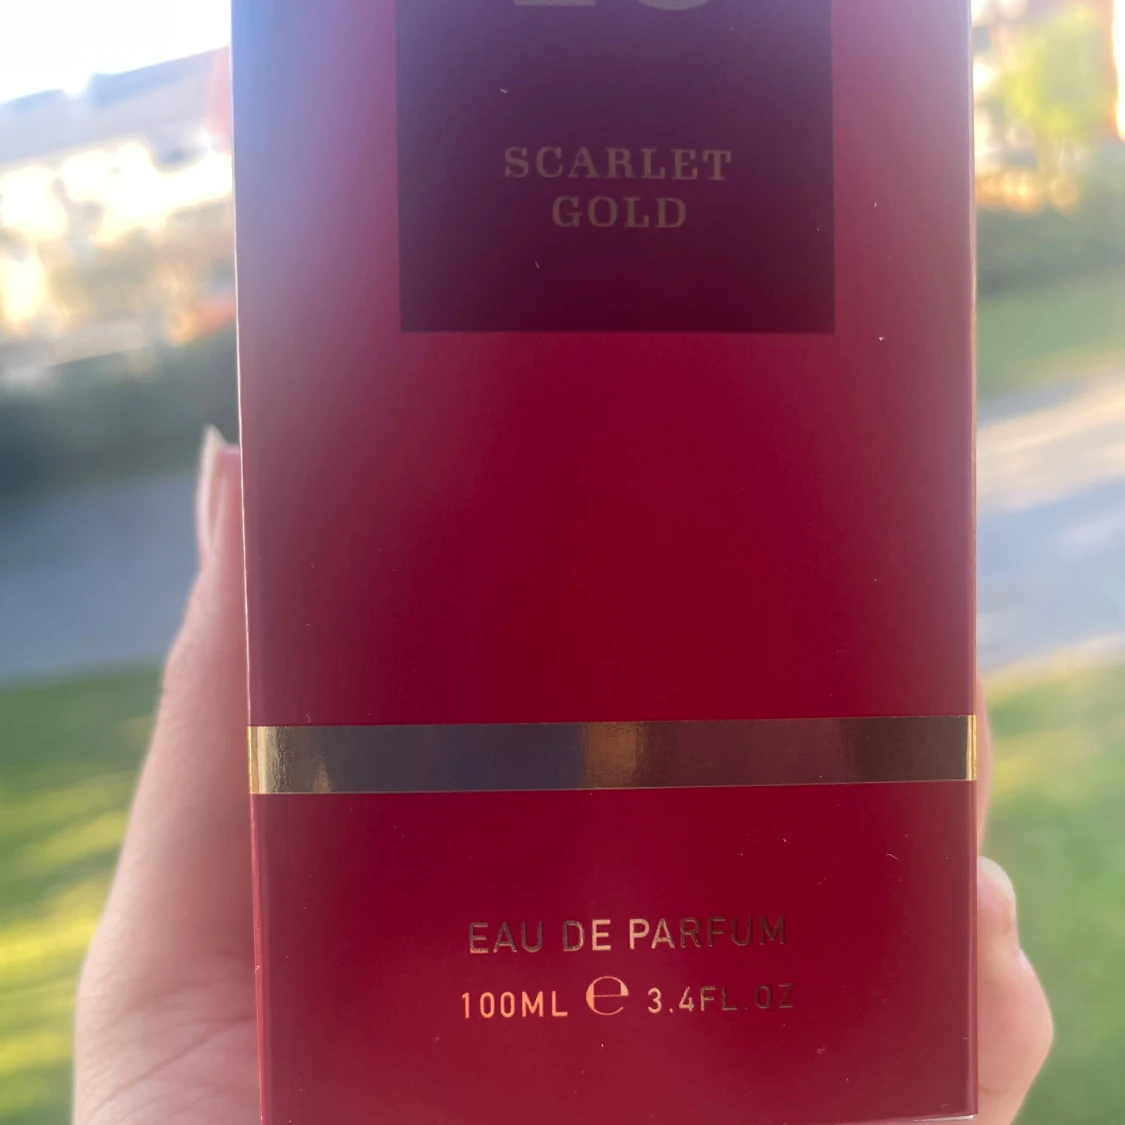 SCARLET
GOLD
EAU DE PARFUM
100ML ℮ 3.4FL.OZ